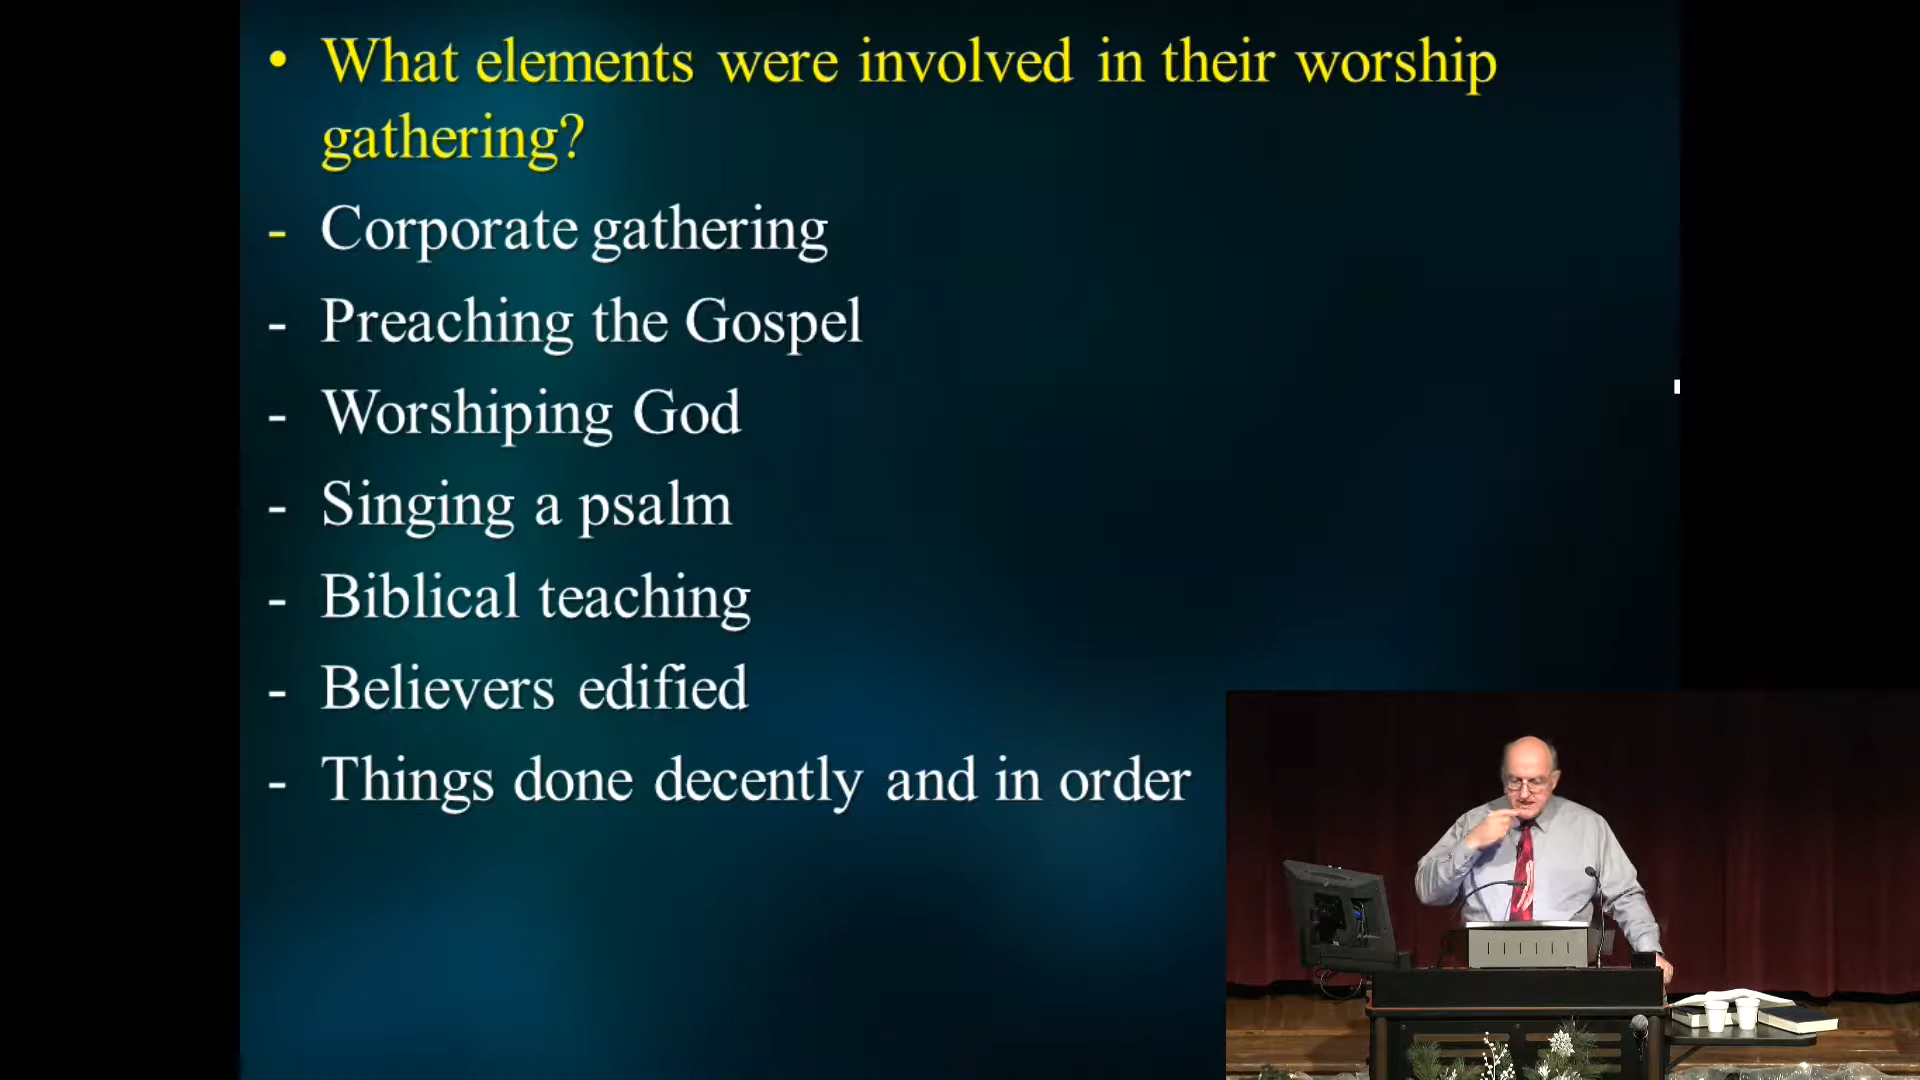 • What elements were involved in their worship
gathering?
- Corporate gathering
- Preaching the Gospel
- Worshiping God
- Singing a psalm
- Biblical teaching
- Believers edified
- Things done decently and in order